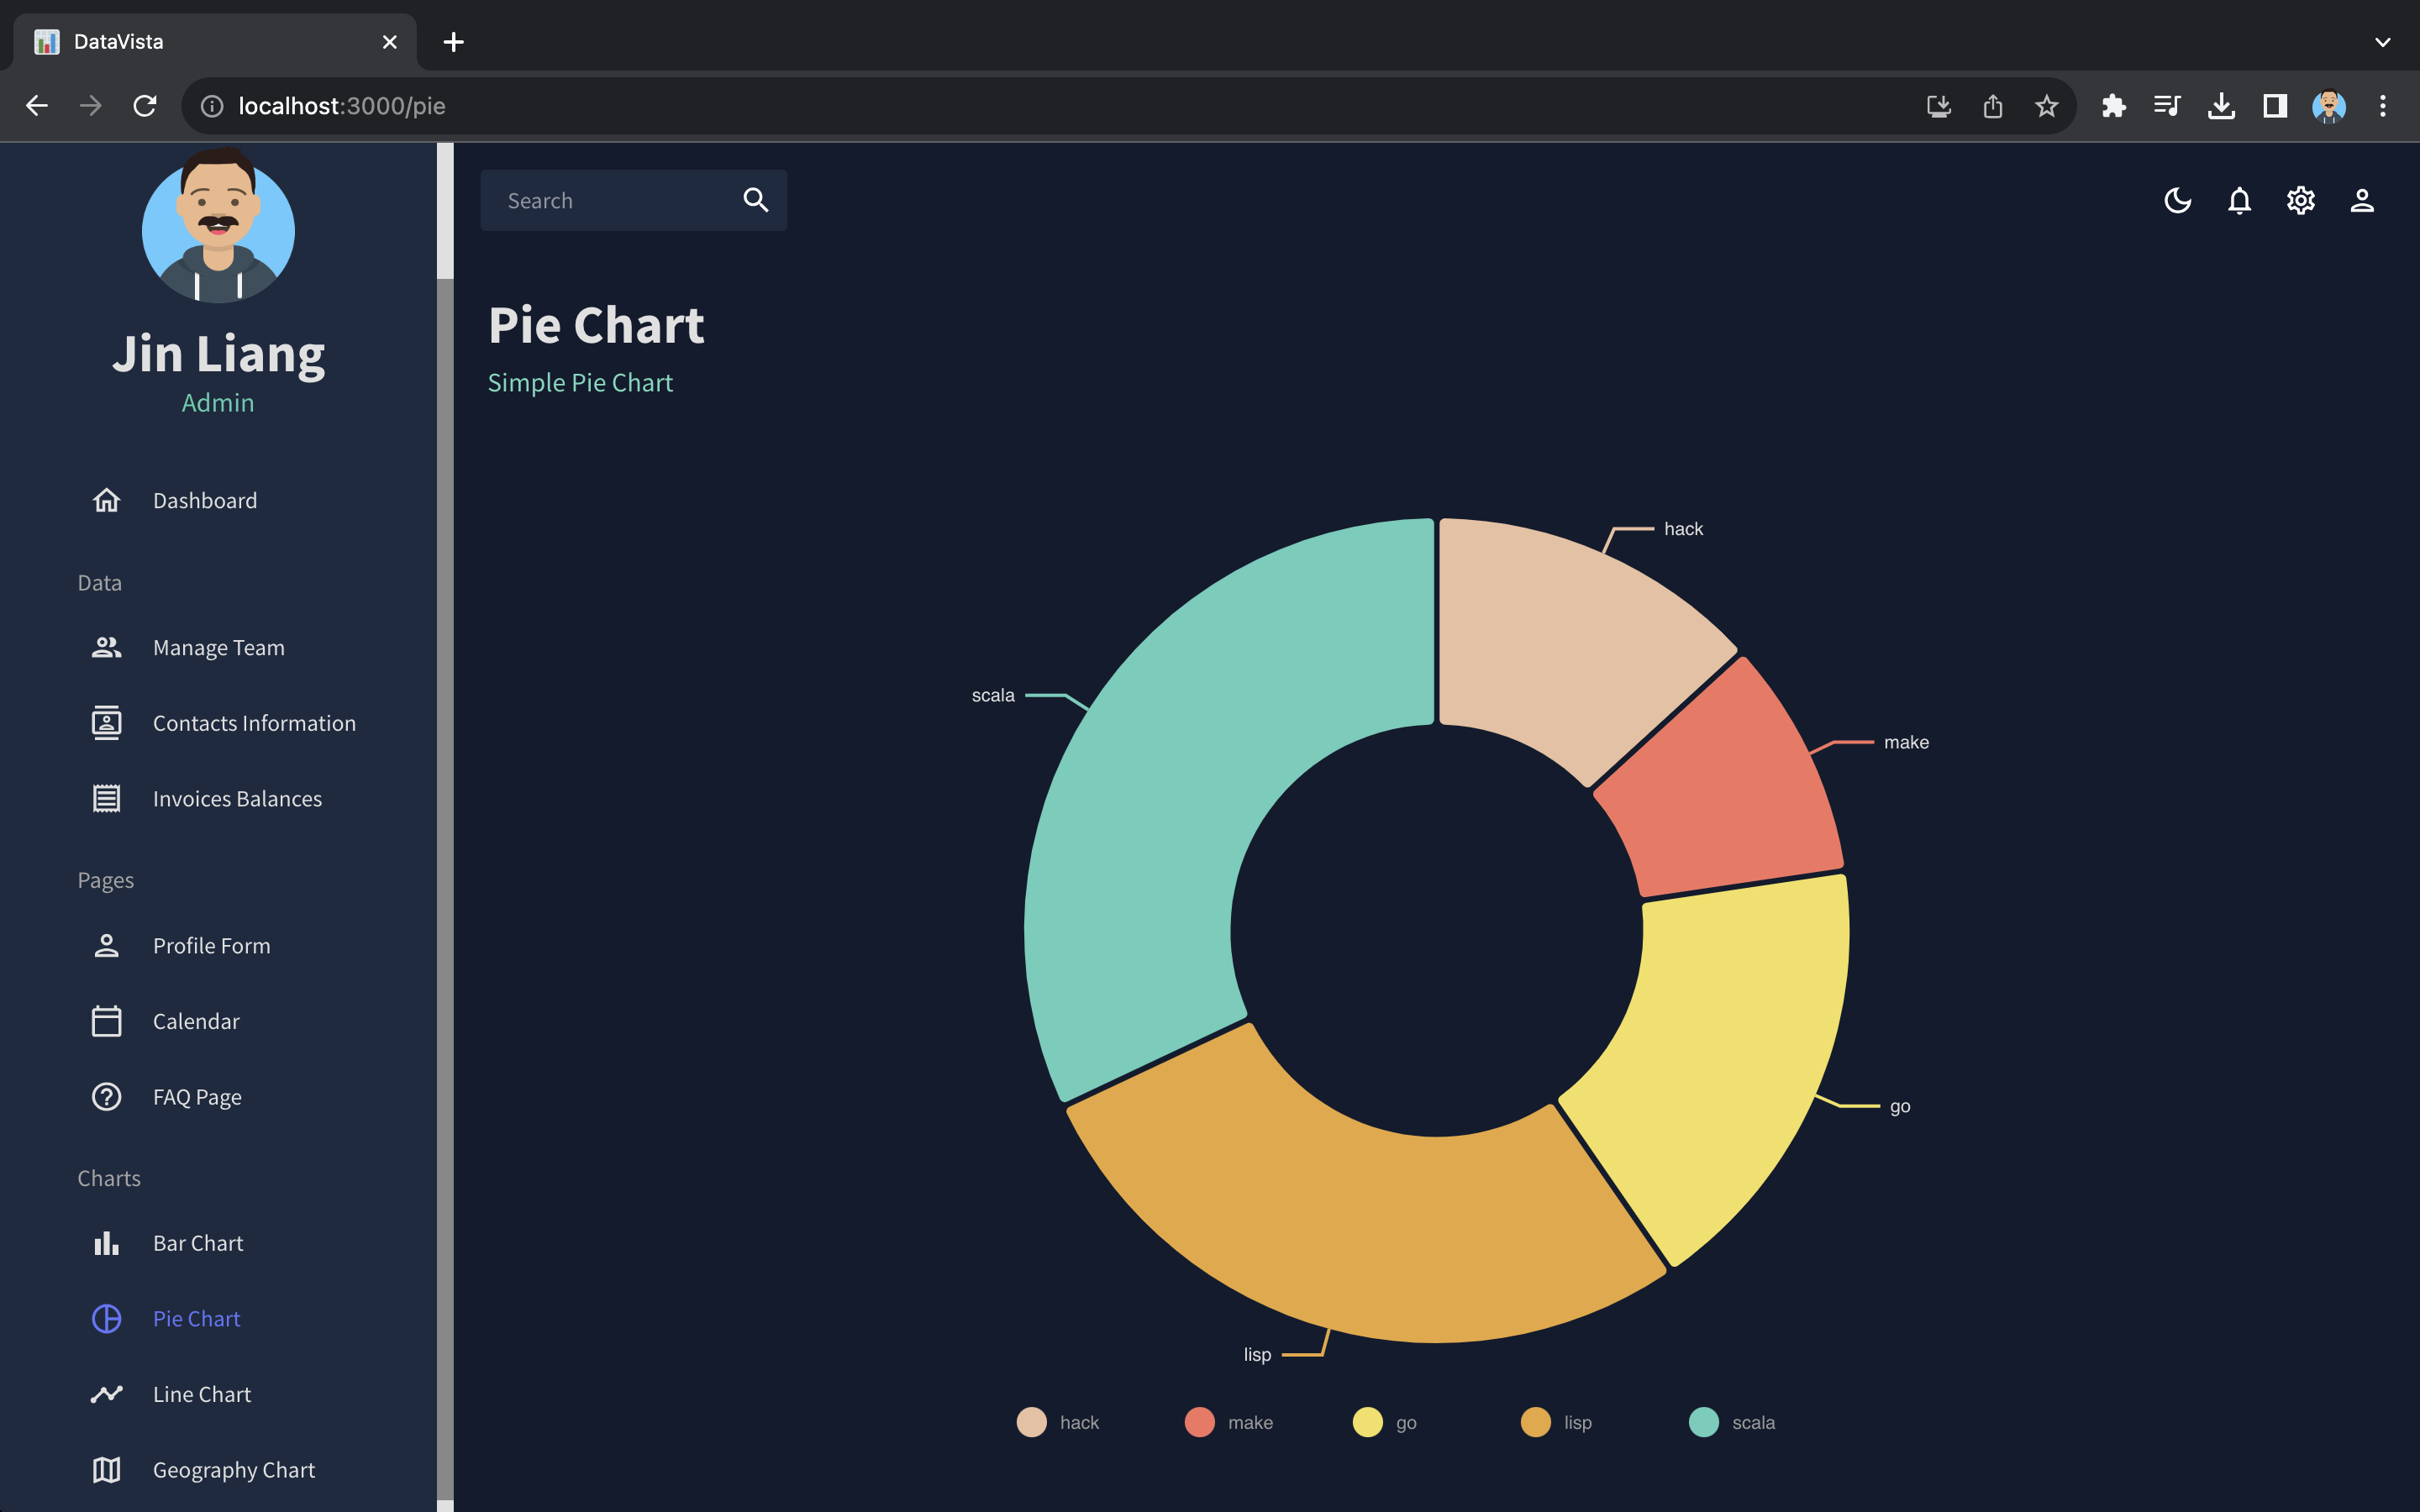 DataVista
localhost:3000/pie
Jin Liang
Admin
Dashboard
Data
Manage Team
Contacts Information
Invoices Balances
Pages
Profile Form
Calendar
FAQ Page
Charts
Bar Chart
Pie Chart
Line Chart
Geography Chart
Search
Pie Chart
Simple Pie Chart
hack
scala
make
go
lisp
hack
make
go
lisp
scala